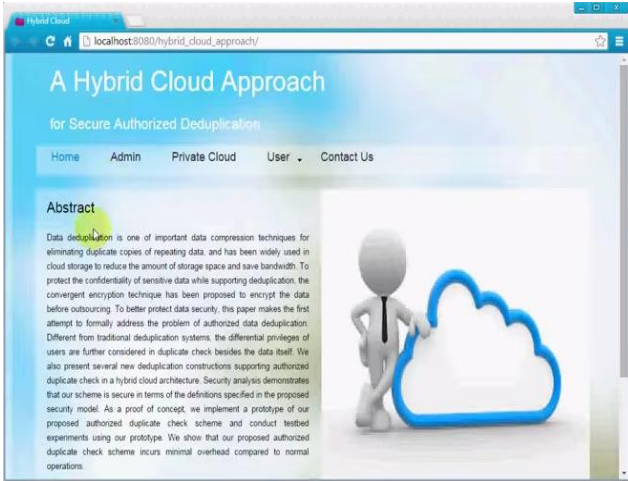 Hybrid Cloud
localhost:8080/hybrid_cloud_approach/
A Hybrid Cloud Approach
for Secure Authorized Deduplication
Home Admin Private Cloud User Contact Us
Abstract
Data deduplication is one of important data compression techniques for
eliminating duplicate copies of repeating data, and has been widely used in
cloud storage to reduce the amount of storage space and save bandwidth. To
protect the confidentiality of sensitive data while supporting deduplication, the
convergent encryption technique has been proposed to encrypt the data
before outsourcing. To better protect data security, this paper makes the first
attempt to formally address the problem of authorized data deduplication.
Different from traditional deduplication systems, the differential privileges of
users are further considered in duplicate check besides the data itself. We
also present several new deduplication constructions supporting authorized
duplicate check in a hybrid cloud architecture. Security analysis demonstrates
that our scheme is secure in terms of the definitions specified in the proposed
security model. As a proof of concept, we implement a prototype of our
proposed authorized duplicate check scheme and conduct testbed
experiments using our prototype. We show that our proposed authorized
duplicate check scheme incurs minimal overhead compared to normal
operations.